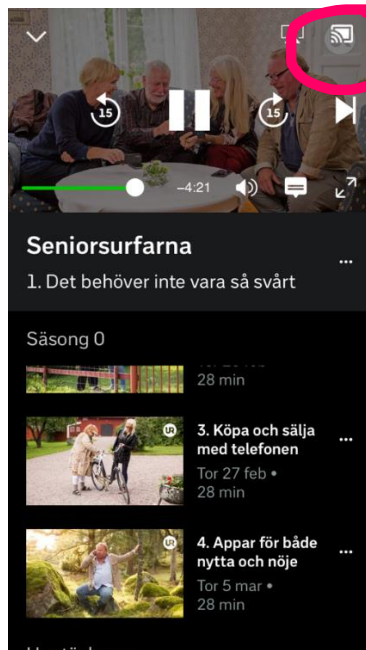 15
15
–4:21
Seniorsurfarna
1. Det behöver inte vara så svårt
Säsong 0
28 min
UR
3. Köpa och sälja
med telefonen
Tor 27 feb •
28 min
UR
4. Appar för både
nytta och nöje
Tor 5 mar •
28 min